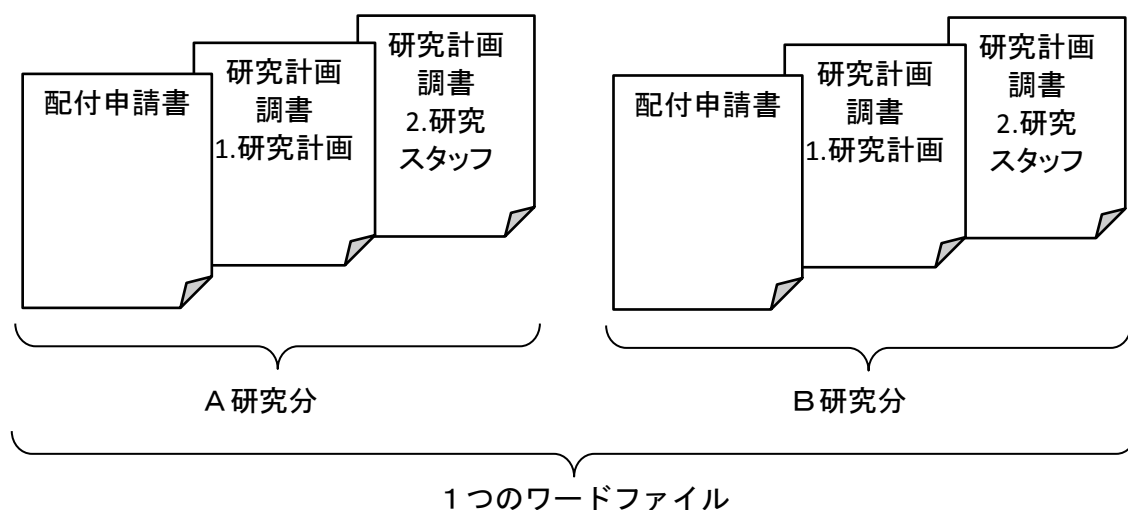 配付申請書
研究計画
調書
1.研究計画
研究計画
調書
2.研究
スタッフ
配付申請書
研究計画
調書
1.研究計画
研究計画
調書
2.研究
スタッフ
A研究分
B研究分
1つのワードファイル